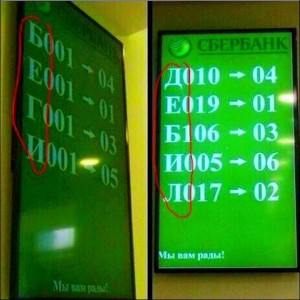 Б001 → 04
Е001 → 01
Г001 → 03
И001 → 05
Вам рады!
СБЕРБАНК
Д010 → 04
Е019 → 01
Б106 → 03
И005 → 06
Л017 → 02
Мы вам рады!